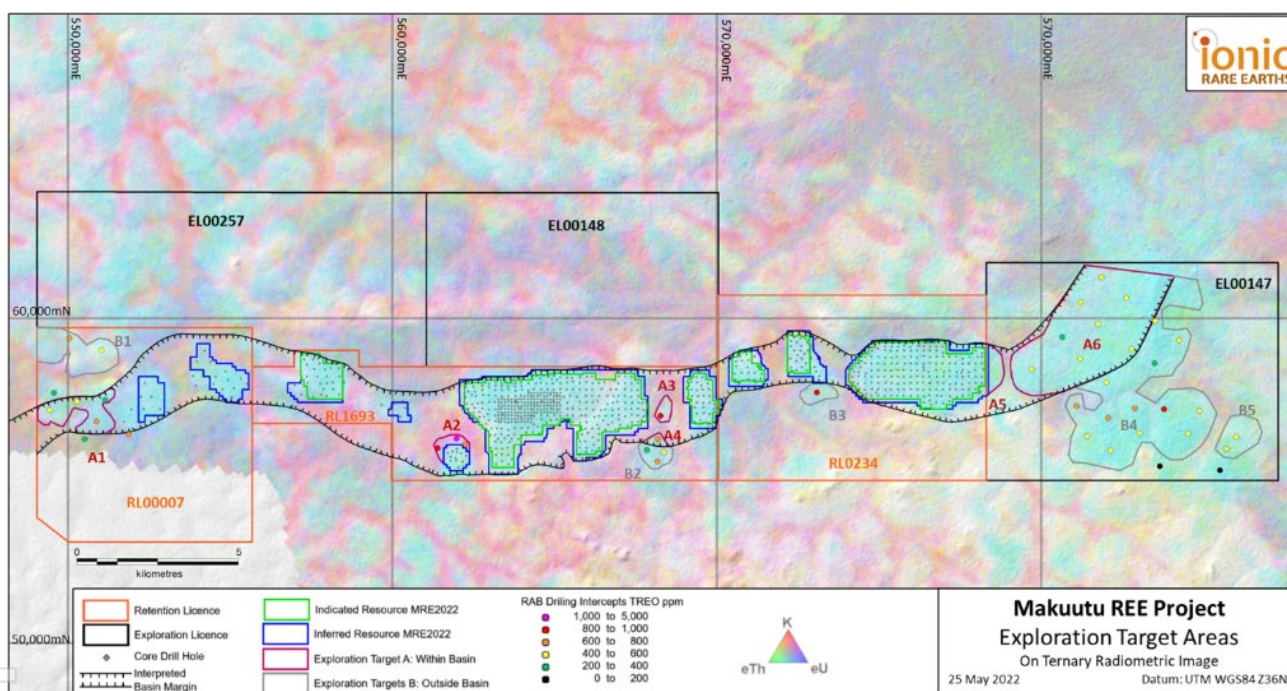 550,000mE
560,000mE
570,000mE
570,000mE
ionic
RARE EARTHS
EL00257
EL00148
60,000mN
EL00147
B1
A6
A3
A5
RL1693
A2
A4
B3
B4
B5
A1
B2
RL0234
RL00007
0 5
kilometres
50,000mN
Retention Licence
Exploration Licence
Core Drill Hole
Interpreted
Basin Margin
Indicated Resource MRE2022
Inferred Resource MRE2022
Exploration Target A: Within Basin
Exploration Targets B: Outside Basin
RAB Driling Intercepts TREO ppm
1,000 to 5,000
800 to 1,000
600 to 800
400 to 600
200 to 400
0 to 200
K
eTh eU
Makuutu REE Project
Exploration Target Areas
On Ternary Radiometric Image
25 May 2022 Datum: UTM WGS84 Z36N